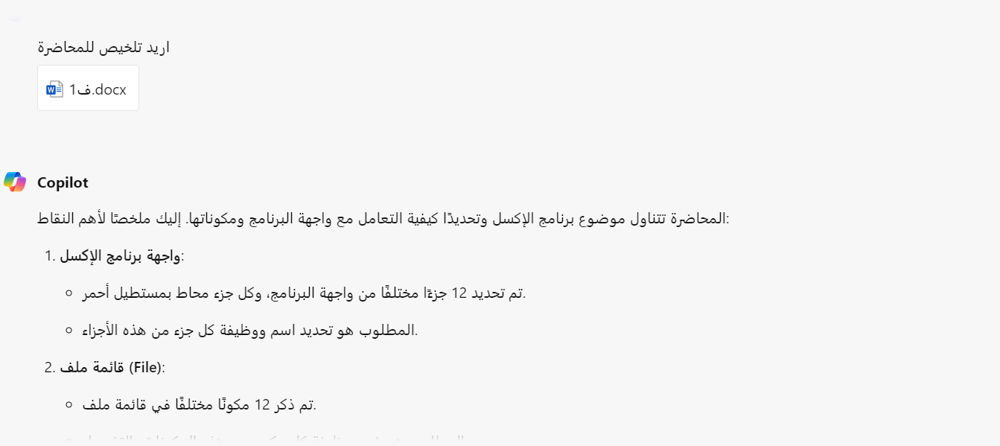 اريد تلخيص للمحاضرة
ف1.docx
Copilot
المحاضرة تتناول موضوع برنامج الإكسل وتحديدًا كيفية التعامل مع واجهة البرنامج ومكوناتها. إليك ملخصًا لأهم النقاط:
1. واجهة برنامج الإكسل:
○ تم تحديد 12 جزءًا مختلفًا من واجهة البرنامج، وكل جزء محاط بمستطيل أحمر.
○ المطلوب هو تحديد اسم ووظيفة كل جزء من هذه الأجزاء.
2. قائمة ملف (File):
○ تم ذكر 12 مكونًا مختلفًا في قائمة ملف.